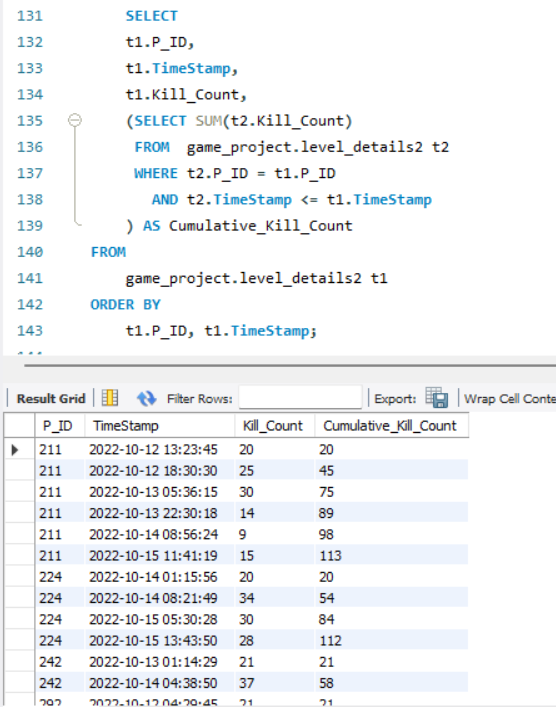 131 SELECT
132 t1.P_ID,
133 t1.TimeStamp,
134 t1.Kill_Count,
135 (SELECT SUM(t2.Kill_Count)
136 FROM game_project.level_details2 t2
137 WHERE t2.P_ID = t1.P_ID
138 AND t2.TimeStamp <= t1.TimeStamp
139 ) AS Cumulative_Kill_Count
140 FROM
141 game_project.level_details2 t1
142 ORDER BY
143 t1.P_ID, t1.TimeStamp;
Result Grid Filter Rows: Export: Wrap Cell Conte
P_ID TimeStamp Kill_Count Cumulative_Kill_Count
211 2022-10-12 13:23:45 20 20
211 2022-10-12 18:30:30 25 45
211 2022-10-13 05:36:15 30 75
211 2022-10-13 22:30:18 14 89
211 2022-10-14 08:56:24 9 98
211 2022-10-15 11:41:19 15 113
224 2022-10-14 01:15:56 20 20
224 2022-10-14 08:21:49 34 54
224 2022-10-15 05:30:28 30 84
224 2022-10-15 13:43:50 28 112
242 2022-10-13 01:14:29 21 21
242 2022-10-14 04:38:50 37 58
292 2022-10-12 04:29:45 21 21